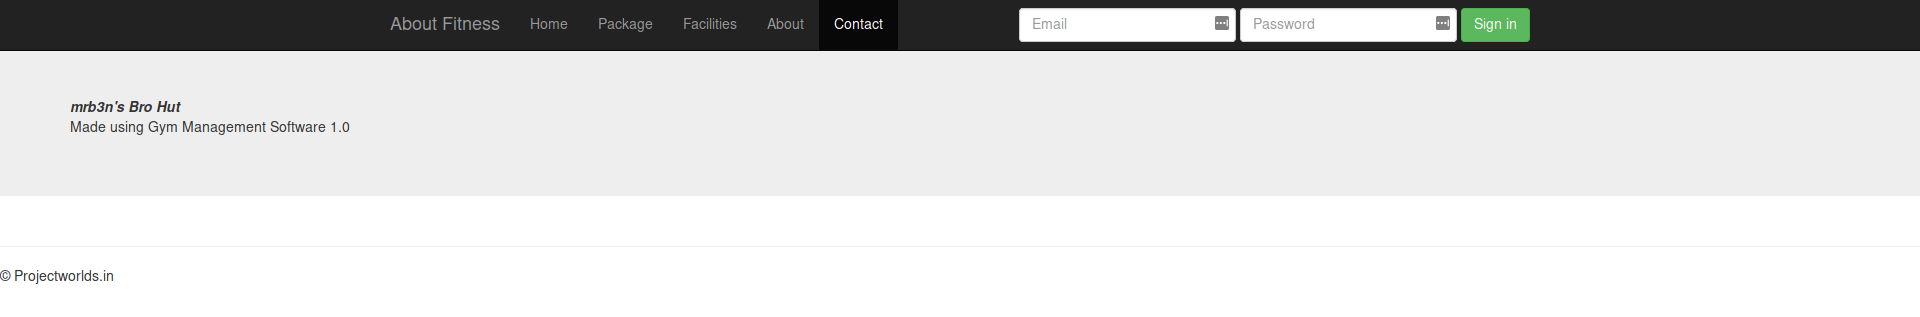 About Fitness Home Package Facilities About Contact Email Password Sign in
mrb3n's Bro Hut
Made using Gym Management Software 1.0
© Projectworlds.in